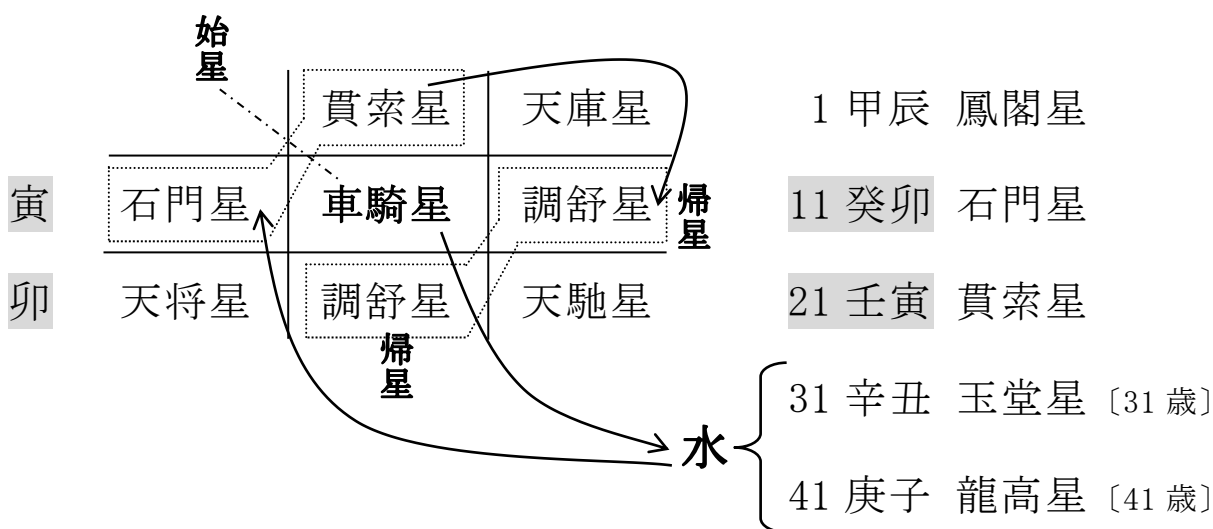 始星
貫索星 天庫星 1 甲辰 鳳閣星
寅 石門星 車騎星 調舒星 帰星 11 癸卯 石門星
卯 天将星 調舒星 天馳星 21 壬寅 貫索星
帰星
31 辛丑 玉堂星 〔31 歳〕
水
41 庚子 龍高星 〔41 歳〕